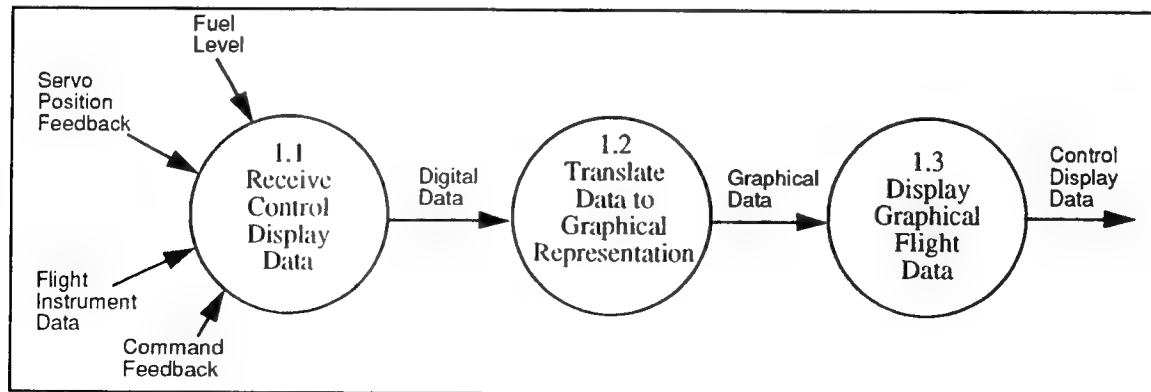 Fuel
Level
Servo
Position
Feedback
1.1
Receive
Control
Display
Data
Flight
Instrument
Data
Command
Feedback
Digital
Data
1.2
Translate
Data to
Graphical
Representation
Graphical
Data
1.3
Display
Graphical
Flight
Data
Control
Display
Data